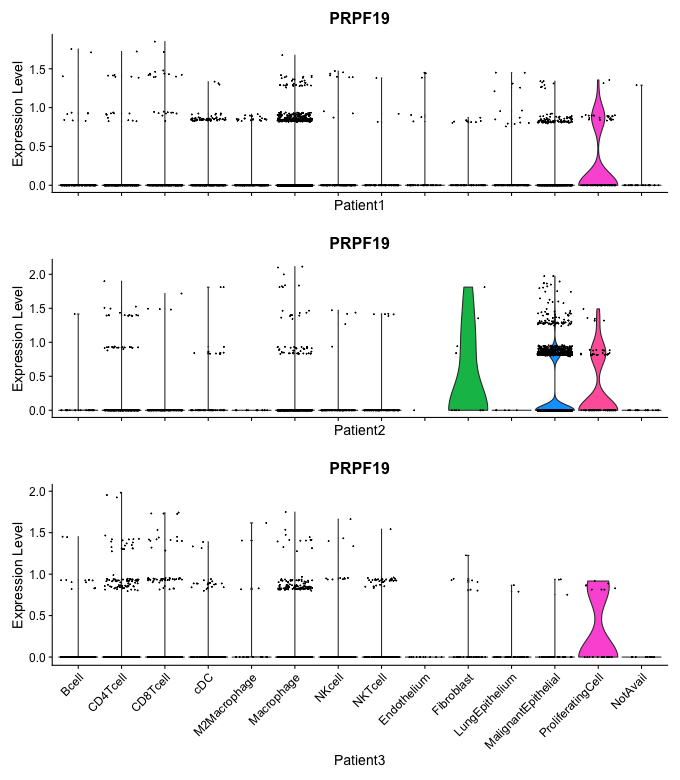 PRPF19
Expression Level
1.5
1.0
0.5
0.0
Patient1
PRPF19
Expression Level
2.0
1.5
1.0
0.5
0.0
Patient2
PRPF19
Expression Level
2.0
1.5
1.0
0.5
0.0
Bcell
CD4Tcell
CD8Tcell
cDC
M2Macrophage
Macrophage
NKcell
NKTcell
Endothelium
Fibroblast
LungEpithelium
MalignantEpithelial
ProliferatingCell
NotAvail
Patient3